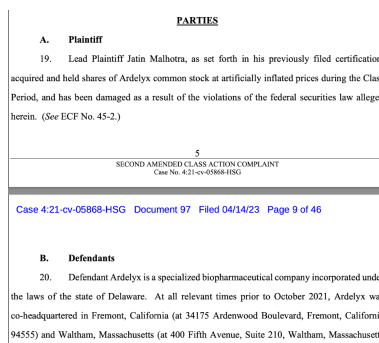 PARTIES
A. Plaintiff
19. Lead Plaintiff Jatin Malhotra, as set forth in his previously filed certification
acquired and held shares of Ardelyx common stock at artificially inflated prices during the Clas
Period, and has been damaged as a result of the violations of the federal securities law allege
herein. (See ECF No. 45-2.)
5
SECOND AMENDED CLASS ACTION COMPLAINT
Case No. 4:21-cv-05868-HSG
Case 4:21-cv-05868-HSG Document 97 Filed 04/14/23 Page 9 of 46
B. Defendants
20. Defendant Ardelyx is a specialized biopharmaceutical company incorporated unde
the laws of the state of Delaware. At all relevant times prior to October 2021, Ardelyx wa
co-headquartered in Fremont, California (at 34175 Ardenwood Boulevard, Fremont, Californi
94555) and Waltham, Massachusetts (at 400 Fifth Avenue, Suite 210, Waltham, Massachusett